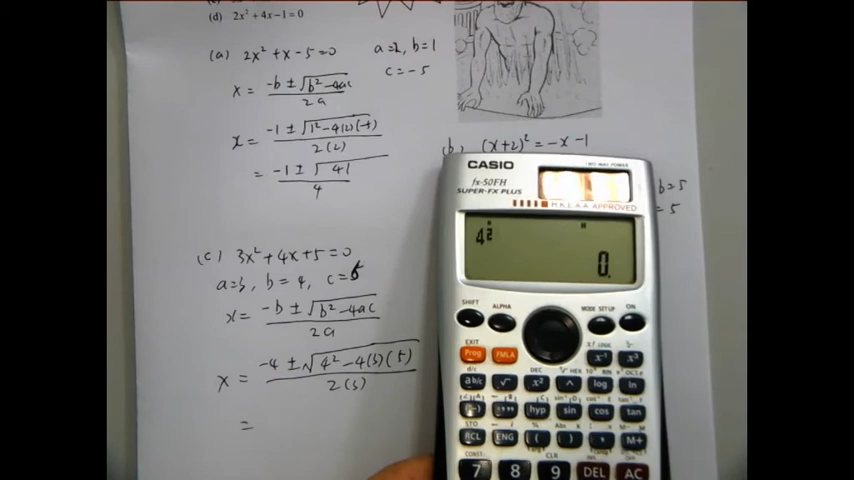 (d) 2x² + 4x − 1 = 0
(a) 2x² + x − 5 = 0 a=2, b=1
c = −5
x = (−b ± √(b² − 4ac)) / 2a
x = (−1 ± √(1² − 4(2)(−5))) / 2(2)
= (−1 ± √41) / 4
(b) (x+2)² = −x −1
b = 5
= 5
(c) 3x² + 4x + 5 = 0
a=3, b = 4, c = 5
x = (−b ± √(b² − 4ac)) / 2a
x = (−4 ± √(4² − 4(3)(5))) / 2(3)
=
CASIO TWO WAY POWER
fx-50FH
SUPER-FX PLUS
H.K.E.A.A. APPROVED
4²
0.
SHIFT ALPHA MODE SETUP ON
EXIT
Prog FMLA x⁻¹ x³
d/c
ab/c √ x² ^ log ln
(−) °’” hyp sin cos tan
STO
RCL ENG ( ) , M+
CONST CLR
7 8 9 DEL AC